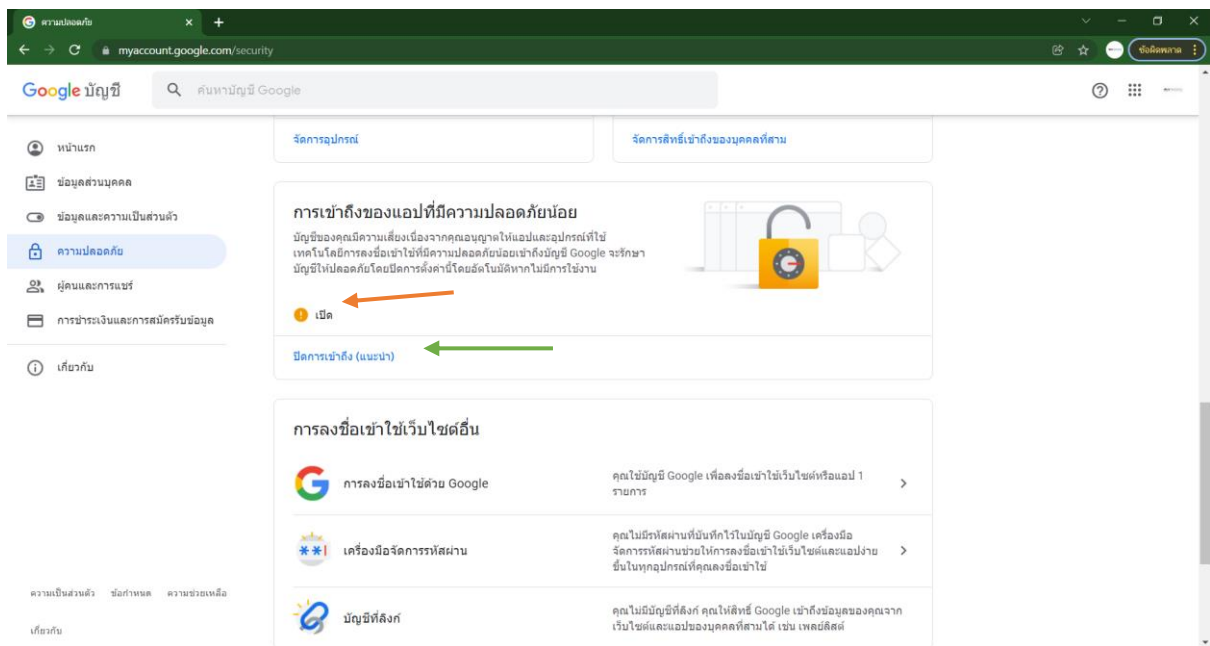 ความปลอดภัย
myaccount.google.com/security
ข้อผิดพลาด
Google บัญชี
ค้นหาบัญชี Google
หน้าแรก
ข้อมูลส่วนบุคคล
ข้อมูลและความเป็นส่วนตัว
ความปลอดภัย
ผู้คนและการแชร์
การชำระเงินและการสมัครรับข้อมูล
เกี่ยวกับ
ความเป็นส่วนตัว ข้อกำหนด ความช่วยเหลือ
เกี่ยวกับ
จัดการอุปกรณ์
จัดการสิทธิ์เข้าถึงของบุคคลที่สาม
การเข้าถึงของแอปที่มีความปลอดภัยน้อย
บัญชีของคุณมีความเสี่ยงเนื่องจากคุณอนุญาตให้แอปและอุปกรณ์ที่ใช้
เทคโนโลยีการลงชื่อเข้าใช้ที่มีความปลอดภัยน้อยเข้าถึงบัญชี Google จะรักษา
บัญชีให้ปลอดภัยโดยปิดการตั้งค่านี้โดยอัตโนมัติหากไม่มีการใช้งาน
เปิด
ปิดการเข้าถึง (แนะนำ)
การลงชื่อเข้าใช้เว็บไซต์อื่น
การลงชื่อเข้าใช้ด้วย Google
คุณใช้บัญชี Google เพื่อลงชื่อเข้าใช้เว็บไซต์หรือแอป 1
รายการ
เครื่องมือจัดการรหัสผ่าน
คุณไม่มีรหัสผ่านที่บันทึกไว้ในบัญชี Google เครื่องมือ
จัดการรหัสผ่านช่วยให้การลงชื่อเข้าใช้เว็บไซต์และแอปง่าย
ขึ้นในทุกอุปกรณ์ที่คุณลงชื่อเข้าใช้
บัญชีที่ลิงก์
คุณไม่มีบัญชีที่ลิงก์ คุณให้สิทธิ์ Google เข้าถึงข้อมูลของคุณจาก
เว็บไซต์และแอปของบุคคลที่สามได้ เช่น เพลย์ลิสต์